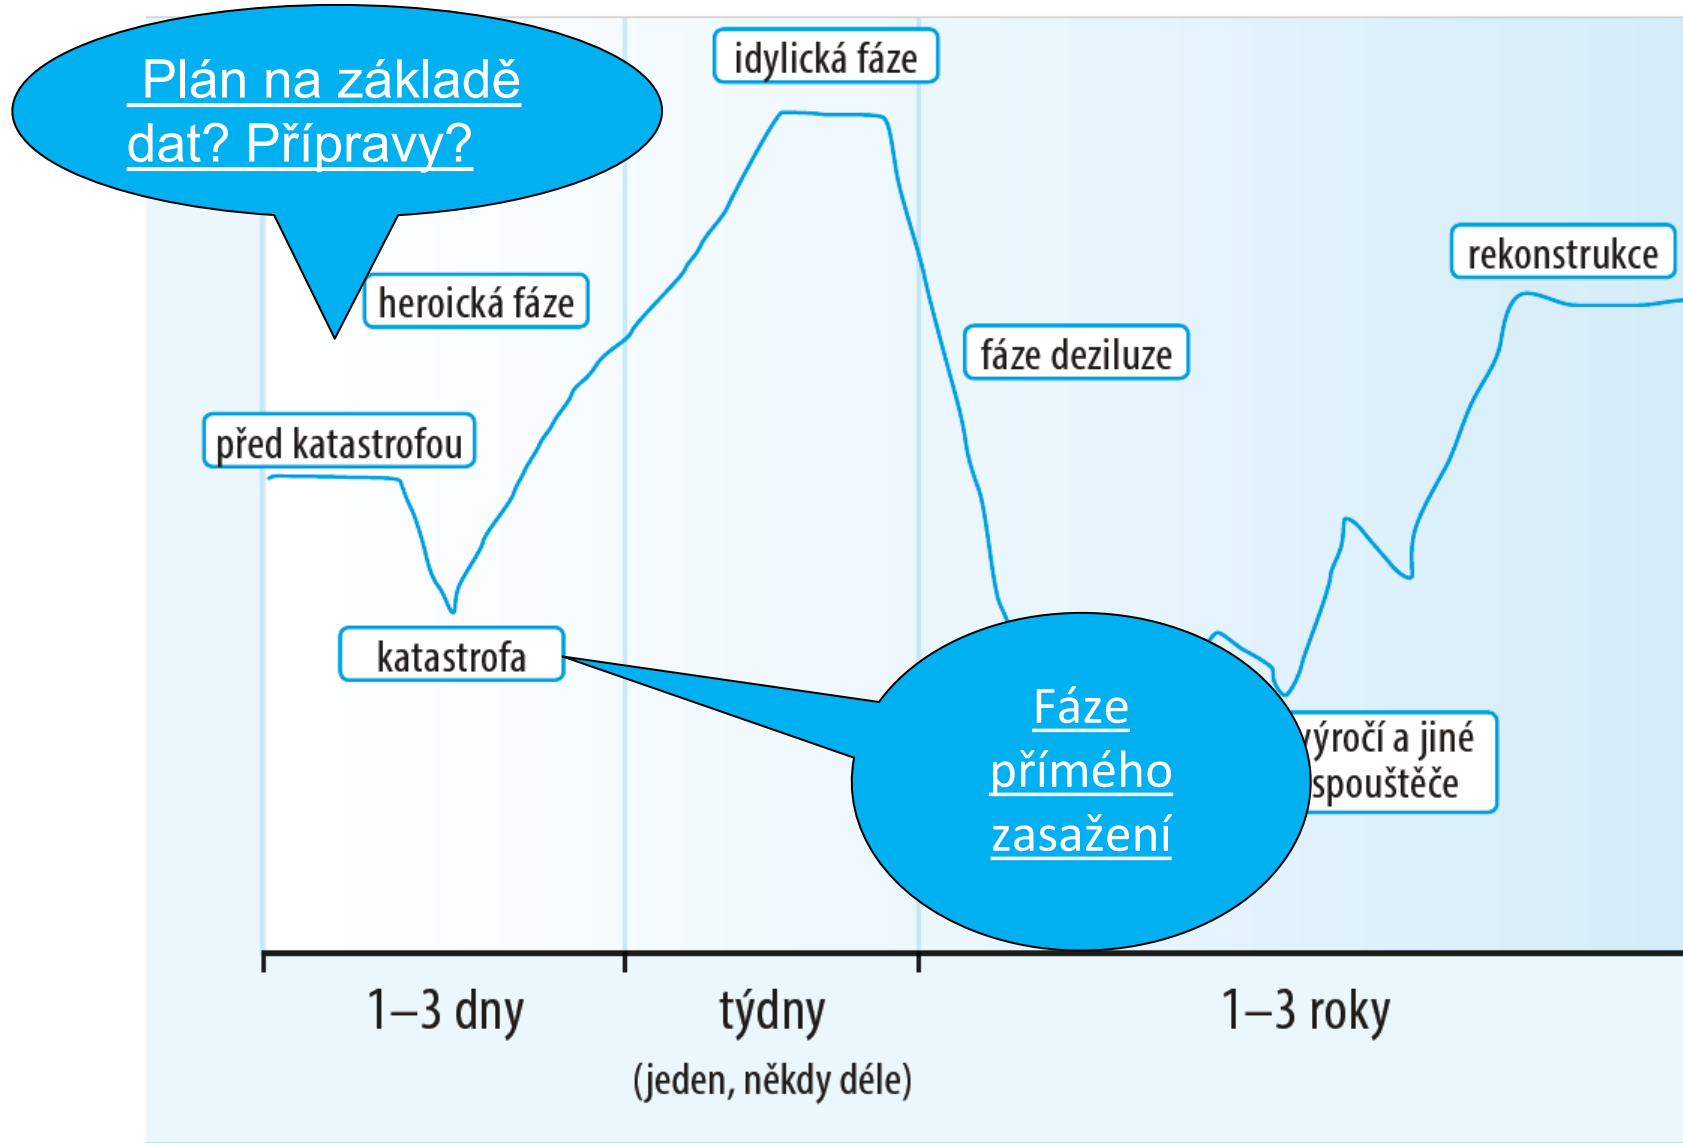 Plán na základě
dat? Přípravy?
idylická fáze
heroická fáze
rekonstrukce
fáze deziluze
před katastrofou
katastrofa
Fáze
přímého
zasažení
a jiné
spouštěče
1–3 dny
týdny
(jeden, někdy déle)
1–3 roky